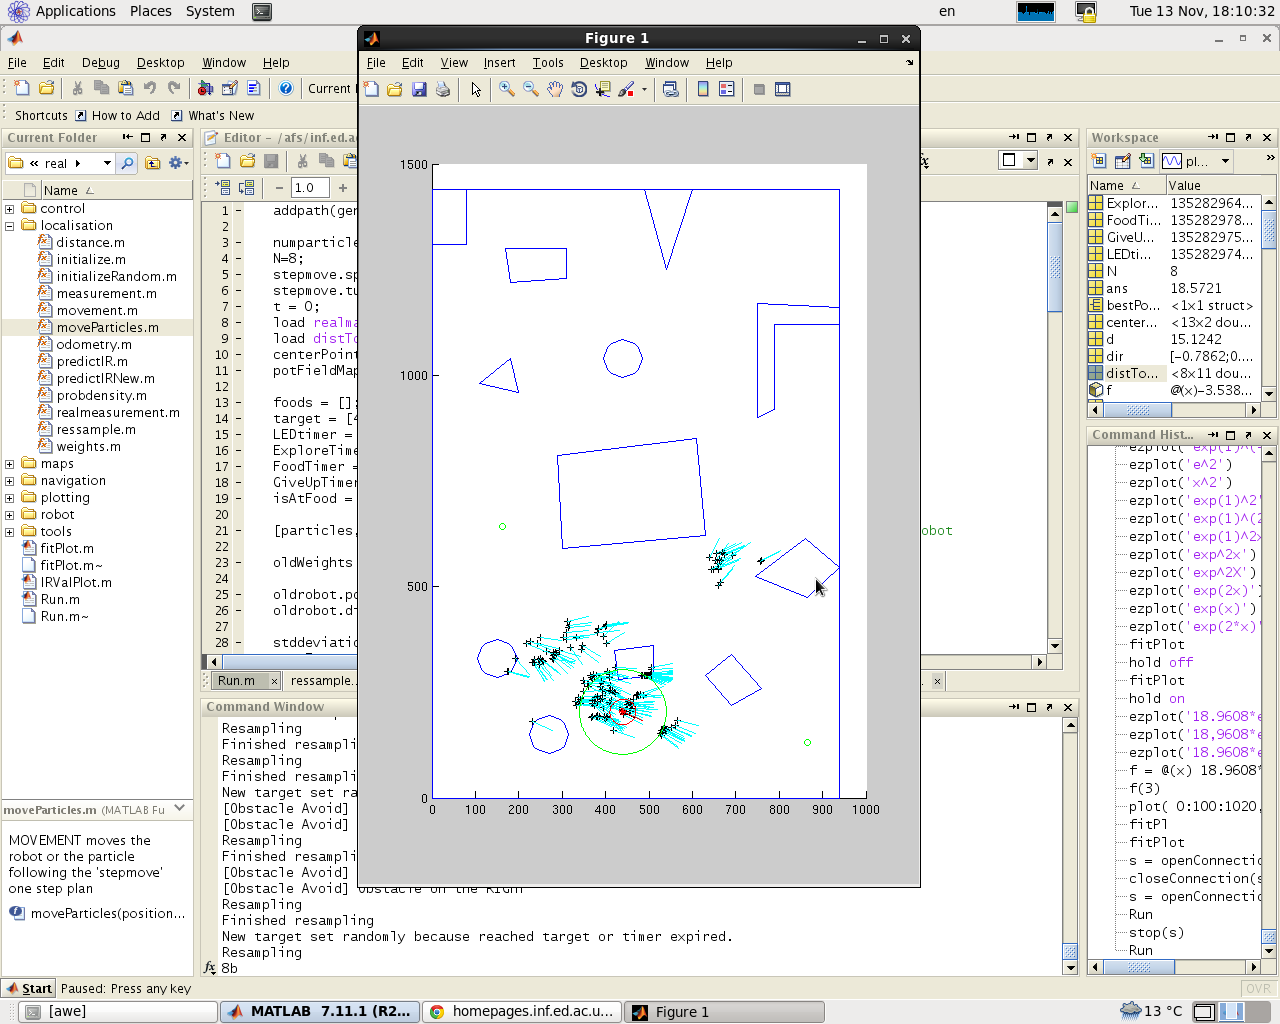 Applications Places System en Tue 13 Nov, 18:10:32
Figure 1
File Edit Debug Desktop Window Help
File Edit View Insert Tools Desktop Window Help
Shortcuts How to Add What's New
Current Folder
Editor - /afs/inf.ed.ac
Workspace
« real
pl...
Name
1.0
Name Value
control
localisation
distance.m
initialize.m
initializeRandom.m
measurement.m
movement.m
moveParticles.m
odometry.m
predictIR.m
predictIRNew.m
probdensity.m
realmeasurement.m
ressample.m
weights.m
maps
navigation
plotting
robot
tools
fitPlot.m
fitPlot.m~
IRValPlot.m
Run.m
Run.m~
1 addpath(gen
2
3 numparticle
4 N=8;
5 stepmove.sp
6 stepmove.tu
7 t = 0;
8 load realma
9 load distTo
10 centerPoint
11 potFieldMap
12
13 foods = [];
14 target = [4
15 LEDtimer =
16 ExploreTime
17 FoodTimer =
18 GiveUpTimer
19 isAtFood =
20
21 [particles, obot
22
23 oldWeights
24
25 oldrobot.po
26 oldrobot.di
27
28 stddeviatio
Run.m × ressample.
1500
1000
500
0
0 100 200 300 400 500 600 700 800 900 1000
Explor... 135282964...
FoodTi... 135282978...
GiveU... 135282975...
LEDti... 135282974...
N 8
ans 18.5721
bestPo... <1x1 struct>
center... <13x2 dou...
d 15.1242
dir [-0.7862;0....
distTo... <8x11 dou...
f @(x)-3.538...
Command Hist...
ezplot('e^2')
ezplot('x^2')
ezplot('exp(1)^2'
ezplot('exp(1)^(2
ezplot('exp(1)^2x
ezplot('exp^2x')
ezplot('exp^2X')
ezplot('exp(2x)')
ezplot('exp(x)')
ezplot('exp(2*x)'
fitPlot
hold off
fitPlot
hold on
ezplot('18.9608*e
ezplot('18,9608*e
ezplot('18.9608*e
f = @(x) 18.9608*
f(3)
plot( 0:100:1020,
fitPl
fitPlot
s = openConnectio
closeConnection(s
s = openConnectio
Run
stop(s)
Run
Command Window
Resampling
Finished resampli
Resampling
Finished resampli
New target set ra
[Obstacle Avoid]
[Obstacle Avoid]
Resampling
Finished resampli
[Obstacle Avoid]
[Obstacle Avoid] Obstacle on the Right
Resampling
Finished resampling
New target set randomly because reached target or timer expired.
Resampling
fx 8b
moveParticles.m (MATLAB Fu
MOVEMENT moves the
robot or the particle
following the 'stepmove'
one step plan
moveParticles(position...
Start Paused: Press any key OVR
[awe] MATLAB 7.11.1 (R2... homepages.inf.ed.ac.u... Figure 1 13 °C